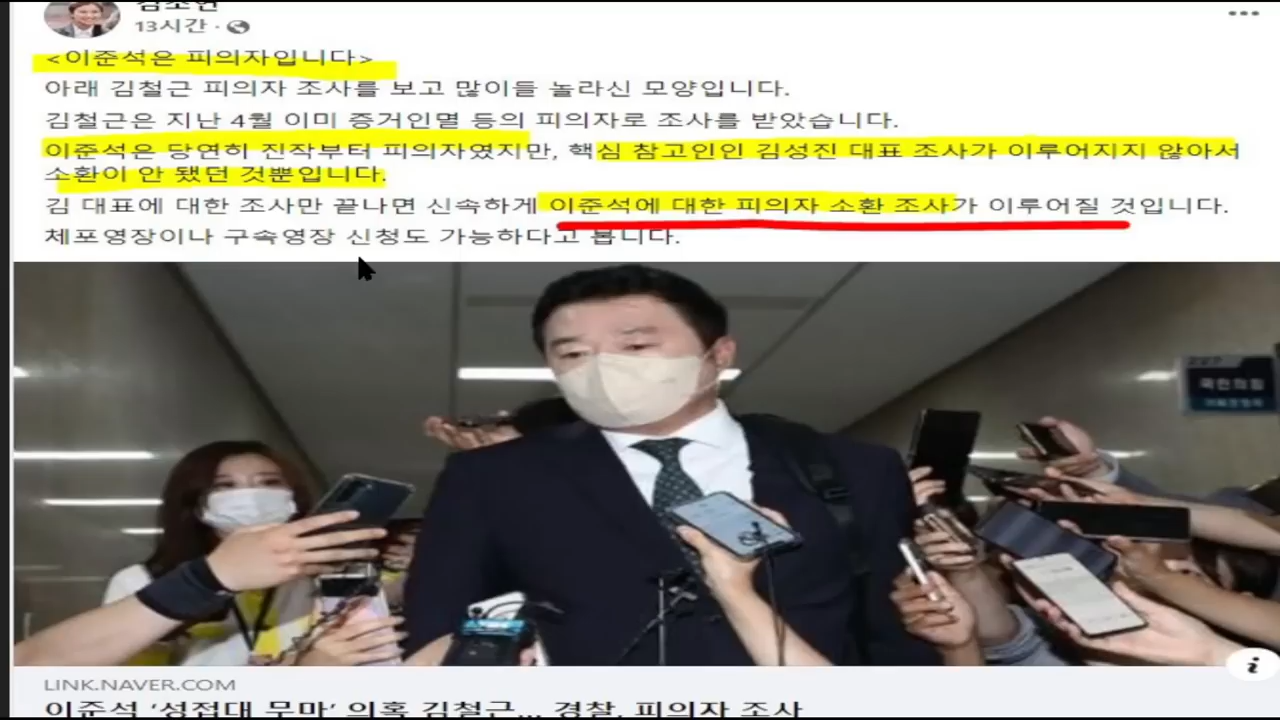 김소연
13시간
<이준석은 피의자입니다>
아래 김철근 피의자 조사를 보고 많이들 놀라신 모양입니다.
김철근은 지난 4월 이미 증거인멸 등의 피의자로 조사를 받았습니다.
이준석은 당연히 진작부터 피의자였지만, 핵심 참고인인 김성진 대표 조사가 이루어지지 않아서
소환이 안 됐던 것뿐입니다.
김 대표에 대한 조사만 끝나면 신속하게 이준석에 대한 피의자 소환 조사가 이루어질 것입니다.
체포영장이나 구속영장 신청도 가능하다고 봅니다.
국민의힘
LINK.NAVER.COM
이준석 ‘성접대 무마’ 의혹 김철근... 경찰, 피의자 조사